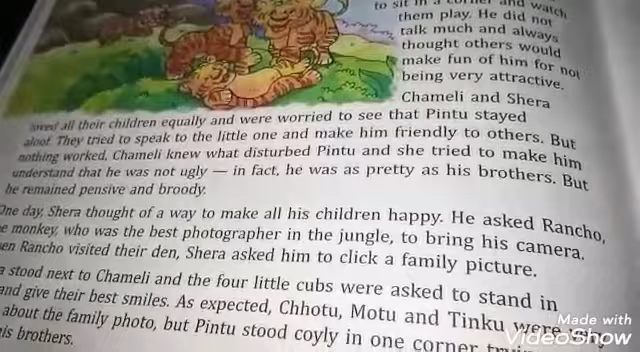 to sit in a corner and watch
them play. He did not
talk much and always
thought others would
make fun of him for not
being very attractive.
Chameli and Shera
loved all their children equally and were worried to see that Pintu stayed
aloof. They tried to speak to the little one and make him friendly to others. But
nothing worked. Chameli knew what disturbed Pintu and she tried to make him
understand that he was not ugly — in fact, he was as pretty as his brothers. But
he remained pensive and broody.
One day, Shera thought of a way to make all his children happy. He asked Rancho,
monkey, who was the best photographer in the jungle, to bring his camera.
Rancho visited their den, Shera asked him to click a family picture.
stood next to Chameli and the four little cubs were asked to stand in
and give their best smiles. As expected, Chhotu, Motu and Tinku were
about the family photo, but Pintu stood coyly in one corner
his brothers.
Made with
VideoShow